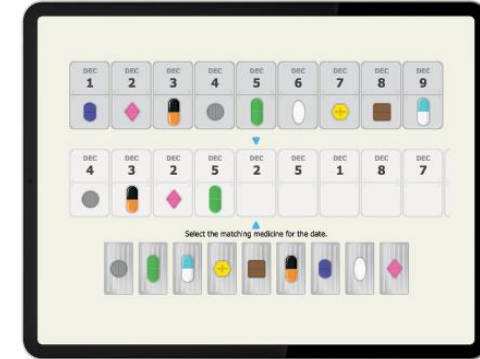 DEC DEC DEC DEC DEC DEC DEC DEC DEC
1 2 3 4 5 6 7 8 9
DEC DEC DEC DEC DEC DEC DEC DEC DEC
4 3 2 5 2 5 1 8 7
Select the matching medicine for the date.